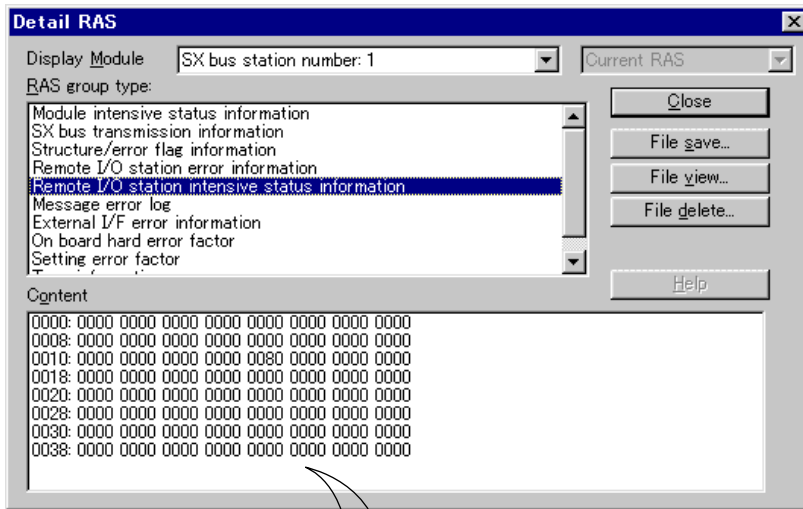 Detail RAS
Display Module SX bus station number: 1 Current RAS
RAS group type:
Close
Module intensive status information
SX bus transmission information
Structure/error flag information
File save...
Remote I/O station error information
Remote I/O station intensive status information
File view...
Message error log
External I/F error information
File delete...
On board hard error factor
Setting error factor
Help
Content
0000: 0000 0000 0000 0000 0000 0000 0000 0000
0008: 0000 0000 0000 0000 0000 0000 0000 0000
0010: 0000 0000 0000 0000 0080 0000 0000 0000
0018: 0000 0000 0000 0000 0000 0000 0000 0000
0020: 0000 0000 0000 0000 0000 0000 0000 0000
0028: 0000 0000 0000 0000 0000 0000 0000 0000
0030: 0000 0000 0000 0000 0000 0000 0000 0000
0038: 0000 0000 0000 0000 0000 0000 0000 0000